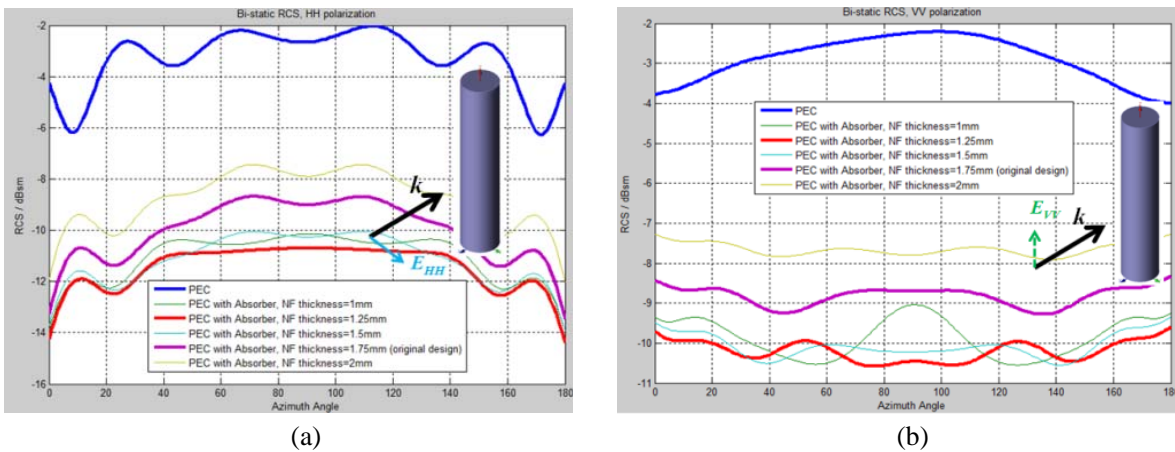 Bi-static RCS, HH polarization
-2
-4
-6
-8
-10
-12
-14
-16
RCS / dBsm
0 20 40 60 80 100 120 140 160 180
Azimuth Angle
k
E_HH
PEC
PEC with Absorber, NF thickness=1mm
PEC with Absorber, NF thickness=1.25mm
PEC with Absorber, NF thickness=1.5mm
PEC with Absorber, NF thickness=1.75mm (original design)
PEC with Absorber, NF thickness=2mm
(a)
Bi-static RCS, VV polarization
-2
-3
-4
-5
-6
-7
-8
-9
-10
-11
RCS / dBsm
0 20 40 60 80 100 120 140 160 180
Azimuth Angle
PEC
PEC with Absorber, NF thickness=1mm
PEC with Absorber, NF thickness=1.25mm
PEC with Absorber, NF thickness=1.5mm
PEC with Absorber, NF thickness=1.75mm (original design)
PEC with Absorber, NF thickness=2mm
E_VV
k
(b)